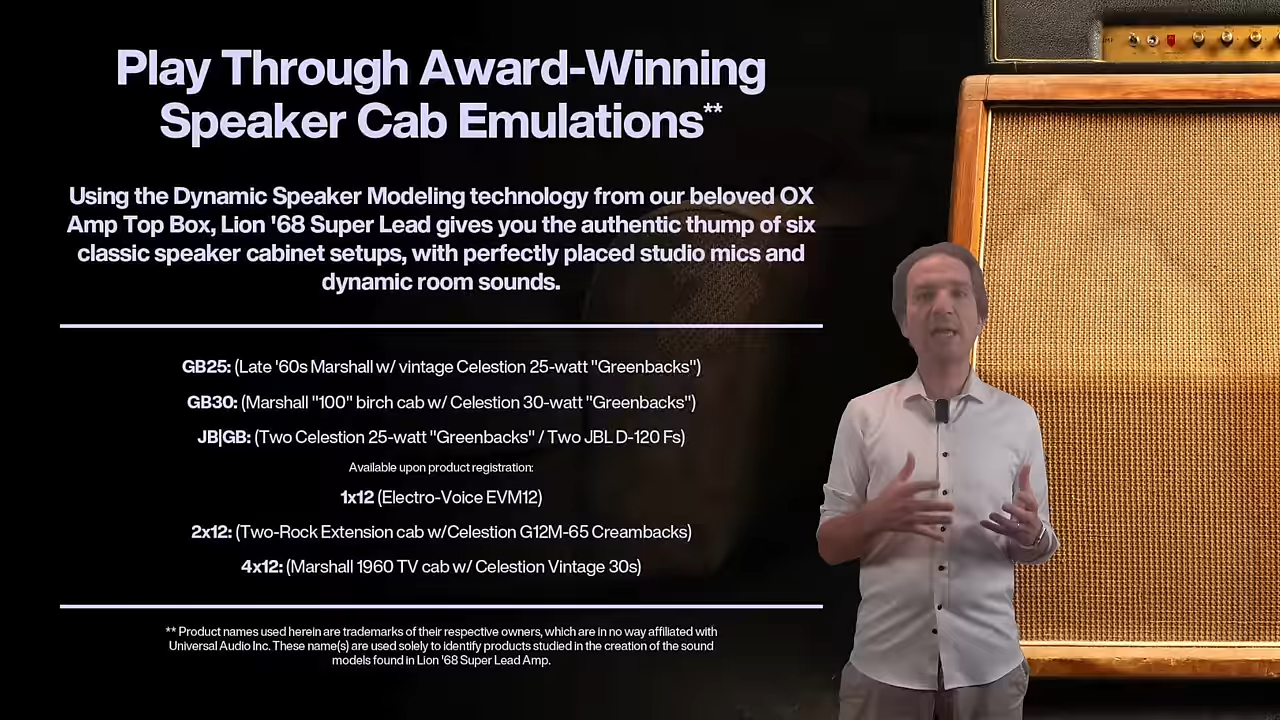 Play Through Award-Winning
Speaker Cab Emulations**
Using the Dynamic Speaker Modeling technology from our beloved OX
Amp Top Box, Lion '68 Super Lead gives you the authentic thump of six
classic speaker cabinet setups, with perfectly placed studio mics and
dynamic room sounds.
GB25: (Late '60s Marshall w/ vintage Celestion 25-watt "Greenbacks")
GB30: (Marshall "100" birch cab w/ Celestion 30-watt "Greenbacks")
JB|GB: (Two Celestion 25-watt "Greenbacks" / Two JBL D-120 Fs)
Available upon product registration:
1x12 (Electro-Voice EVM12)
2x12: (Two-Rock Extension cab w/Celestion G12M-65 Creambacks)
4x12: (Marshall 1960 TV cab w/ Celestion Vintage 30s)
** Product names used herein are trademarks of their respective owners, which are in no way affiliated with
Universal Audio Inc. These name(s) are used solely to identify products studied in the creation of the sound
models found in Lion '68 Super Lead Amp.